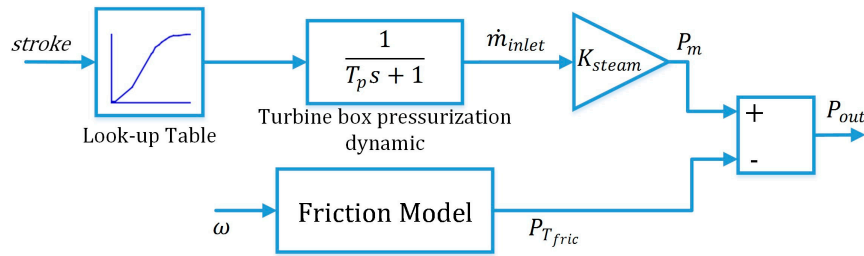 stroke
Look-up Table
1
T_p s + 1
Turbine box pressurization
dynamic
ṁ_inlet
K_steam
P_m
+
-
P_out
ω
Friction Model
P_T_fric